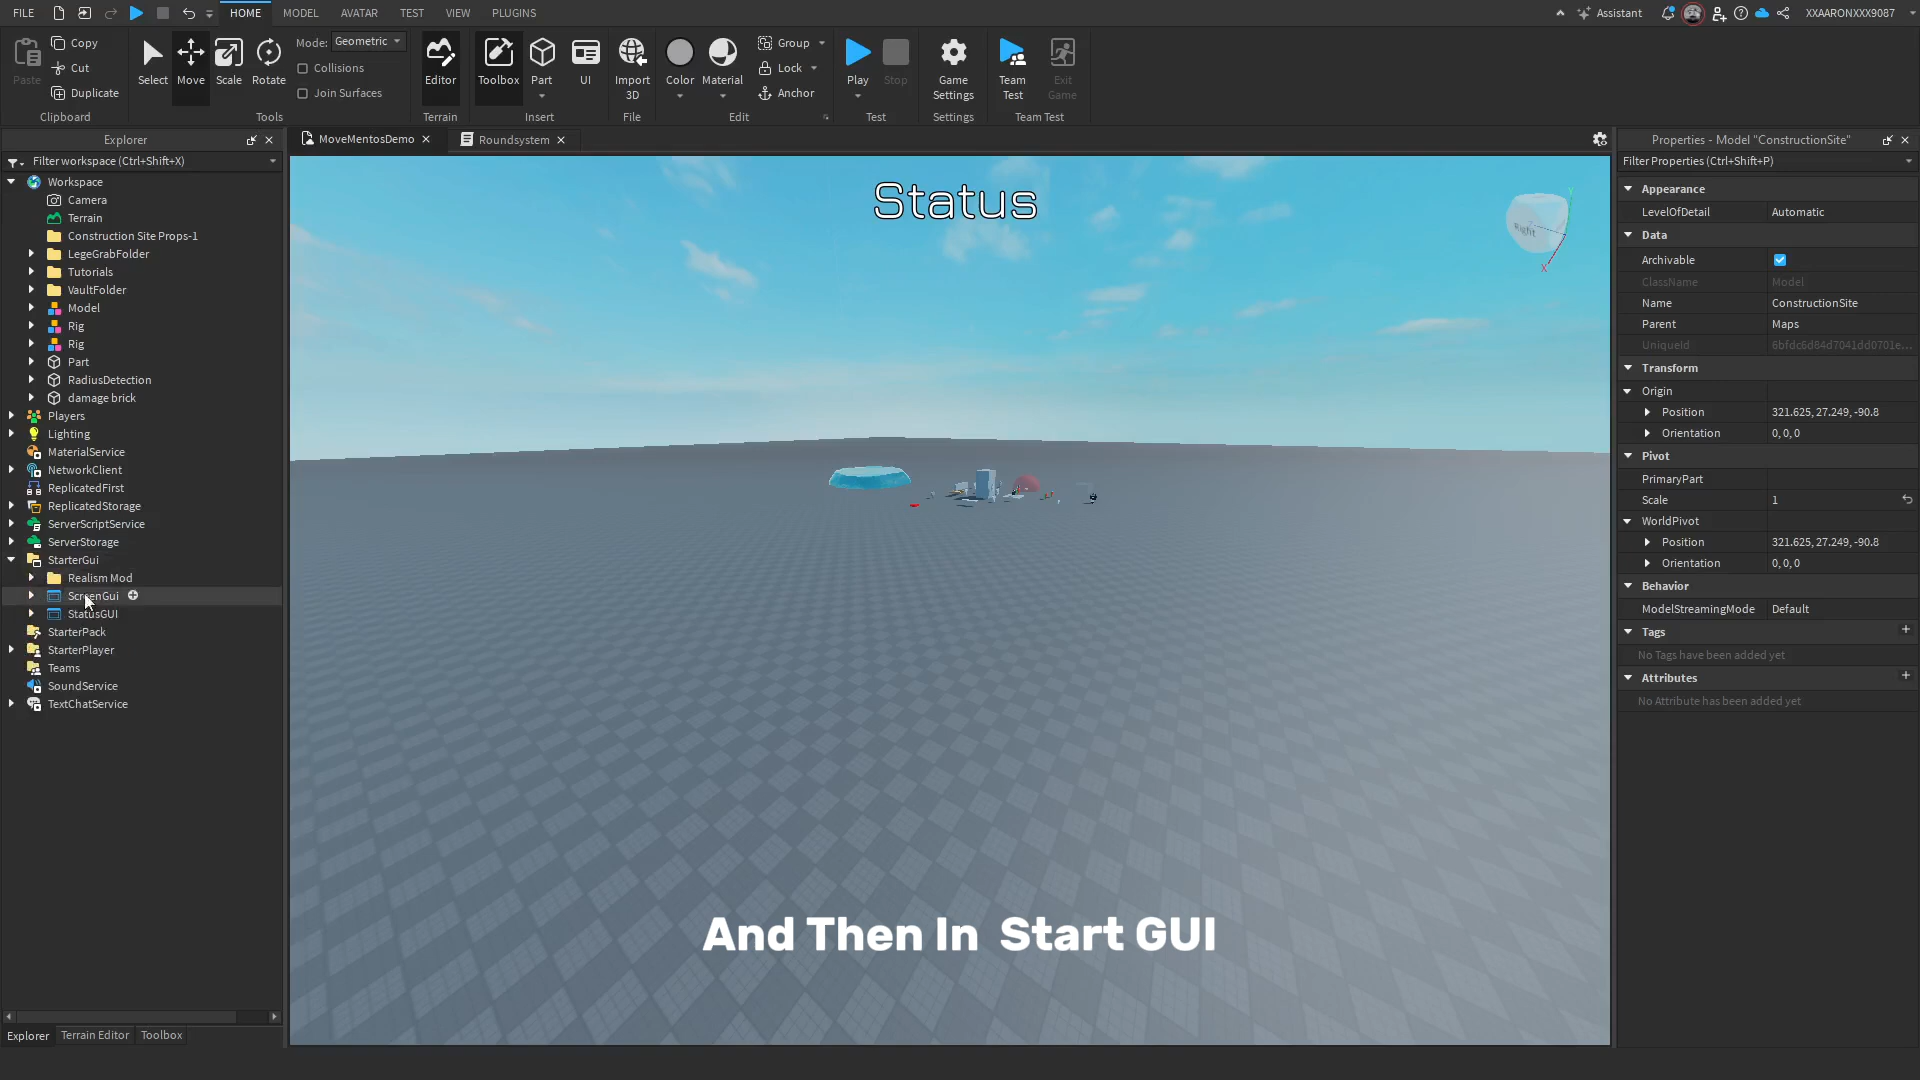 FILE
HOME
MODEL
AVATAR
TEST
VIEW
PLUGINS
Assistant
XXAARONXXX9087
Paste
Copy
Cut
Duplicate
Clipboard
Select
Move
Scale
Rotate
Mode:
Geometric
Collisions
Join Surfaces
Tools
Editor
Terrain
Toolbox
Part
UI
Insert
Import
3D
File
Color
Material
Group
Lock
Anchor
Edit
Play
Stop
Test
Game
Settings
Settings
Team
Test
Exit
Game
Team Test
Explorer
Filter workspace (Ctrl+Shift+X)
Workspace
Camera
Terrain
Construction Site Props-1
LegeGrabFolder
Tutorials
VaultFolder
Model
Rig
Rig
Part
RadiusDetection
damage brick
Players
Lighting
MaterialService
NetworkClient
ReplicatedFirst
ReplicatedStorage
ServerScriptService
ServerStorage
StarterGui
Realism Mod
ScreenGui
StatusGUI
StarterPack
StarterPlayer
Teams
SoundService
TextChatService
Explorer
Terrain Editor
Toolbox
MoveMentosDemo
Roundsystem
Status
Right
Y
X
And Then In  Start GUI
Properties - Model "ConstructionSite"
Filter Properties (Ctrl+Shift+P)
Appearance
LevelOfDetail Automatic
Data
Archivable
ClassName Model
Name ConstructionSite
Parent Maps
UniqueId 6bfdc6d84d7041dd0701e...
Transform
Origin
Position 321.625, 27.249, -90.8
Orientation 0, 0, 0
Pivot
PrimaryPart
Scale 1
WorldPivot
Position 321.625, 27.249, -90.8
Orientation 0, 0, 0
Behavior
ModelStreamingMode Default
Tags
No Tags have been added yet
Attributes
No Attribute has been added yet